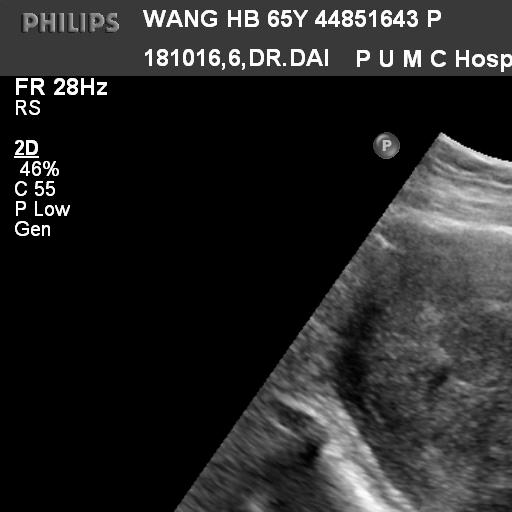 PHILIPS
WANG HB 65Y 44851643 P
181016,6,DR.DAI P U M C Hosp
FR 28Hz
RS
2D
46%
C 55
P Low
Gen
P